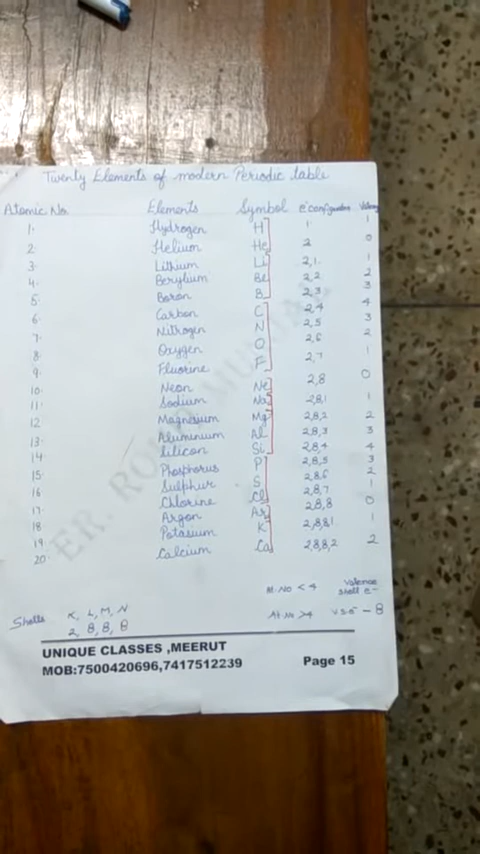 Twenty Elements of modern Periodic table
Atomic No. Elements Symbol e⁻configuration Valency
1. Hydrogen H 1 1
2. Helium He 2 0
3. Lithium Li 2,1 1
4. Berylium Be 2,2 2
5. Boron B 2,3 3
6. Carbon C 2,4 4
7. Nitrogen N 2,5 3
8. Oxygen O 2,6 2
9. Fluorine F 2,7 1
10. Neon Ne 2,8 0
11. Sodium Na 2,8,1 1
12. Magnesium Mg 2,8,2 2
13. Aluminium Al 2,8,3 3
14. Silicon Si 2,8,4 4
15. Phosphorus P 2,8,5 3
16. Sulphur S 2,8,6 2
17. Chlorine Cl 2,8,7 1
18. Argon Ar 2,8,8 0
19. Potasium K 2,8,8,1 1
20. Calcium Ca 2,8,8,2 2
M.No < 4 Valence shell e⁻
At.No >4 V.S.e⁻ – 8
Shells K, L, M, N
2, 8, 8, 8
UNIQUE CLASSES ,MEERUT
MOB:7500420696,7417512239 Page 15